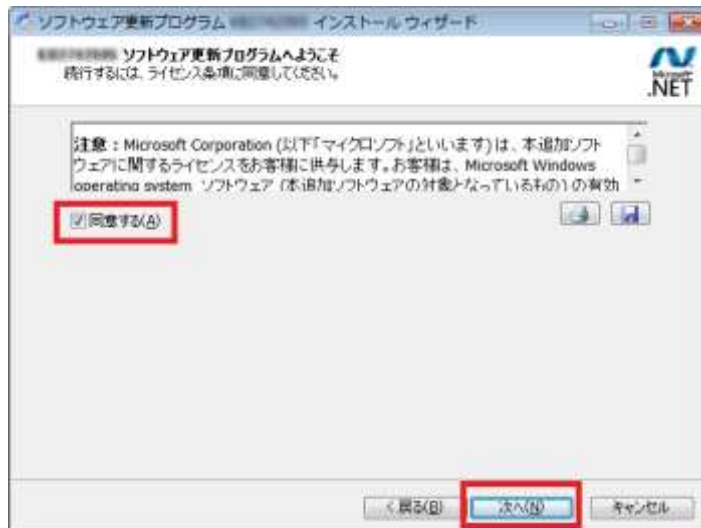 ソフトウェア更新プログラム インストール ウィザード
ソフトウェア更新プログラムへようこそ
続行するには、ライセンス条項に同意してください。
Microsoft
.NET
注意：Microsoft Corporation (以下「マイクロソフト」といいます) は、本追加ソフト
ウェアに関するライセンスをお客様に供与します。お客様は、Microsoft Windows
operating system ソフトウェア (本追加ソフトウェアの対象となっているもの) の有効
同意する(A)
< 戻る(B)
次へ(N)
キャンセル